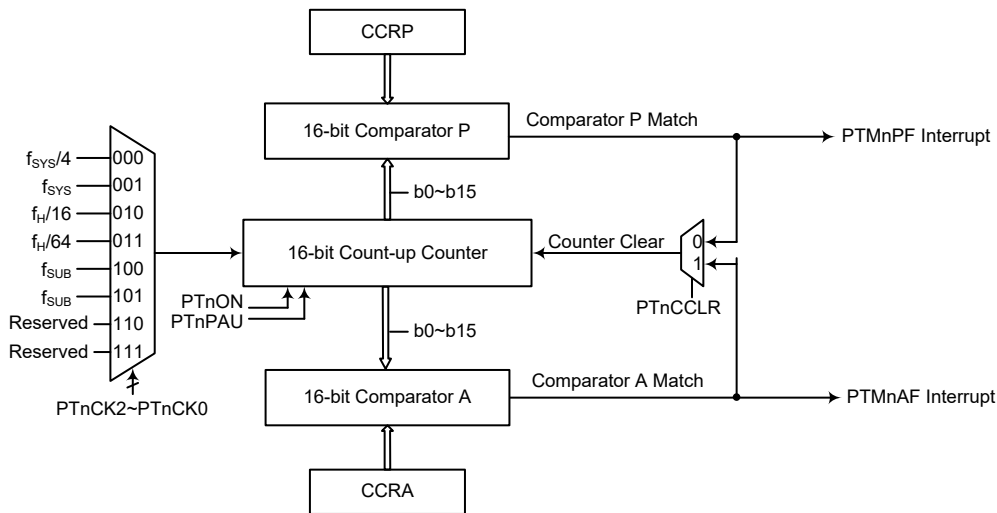 CCRP
16-bit Comparator P
Comparator P Match
PTMnPF Interrupt
b0~b15
fSYS/4
000
fSYS
001
fH/16
010
fH/64
011
fSUB
100
fSUB
101
Reserved
110
Reserved
111
PTnCK2~PTnCK0
16-bit Count-up Counter
PTnON
PTnPAU
Counter Clear
0
1
PTnCCLR
b0~b15
16-bit Comparator A
Comparator A Match
PTMnAF Interrupt
CCRA